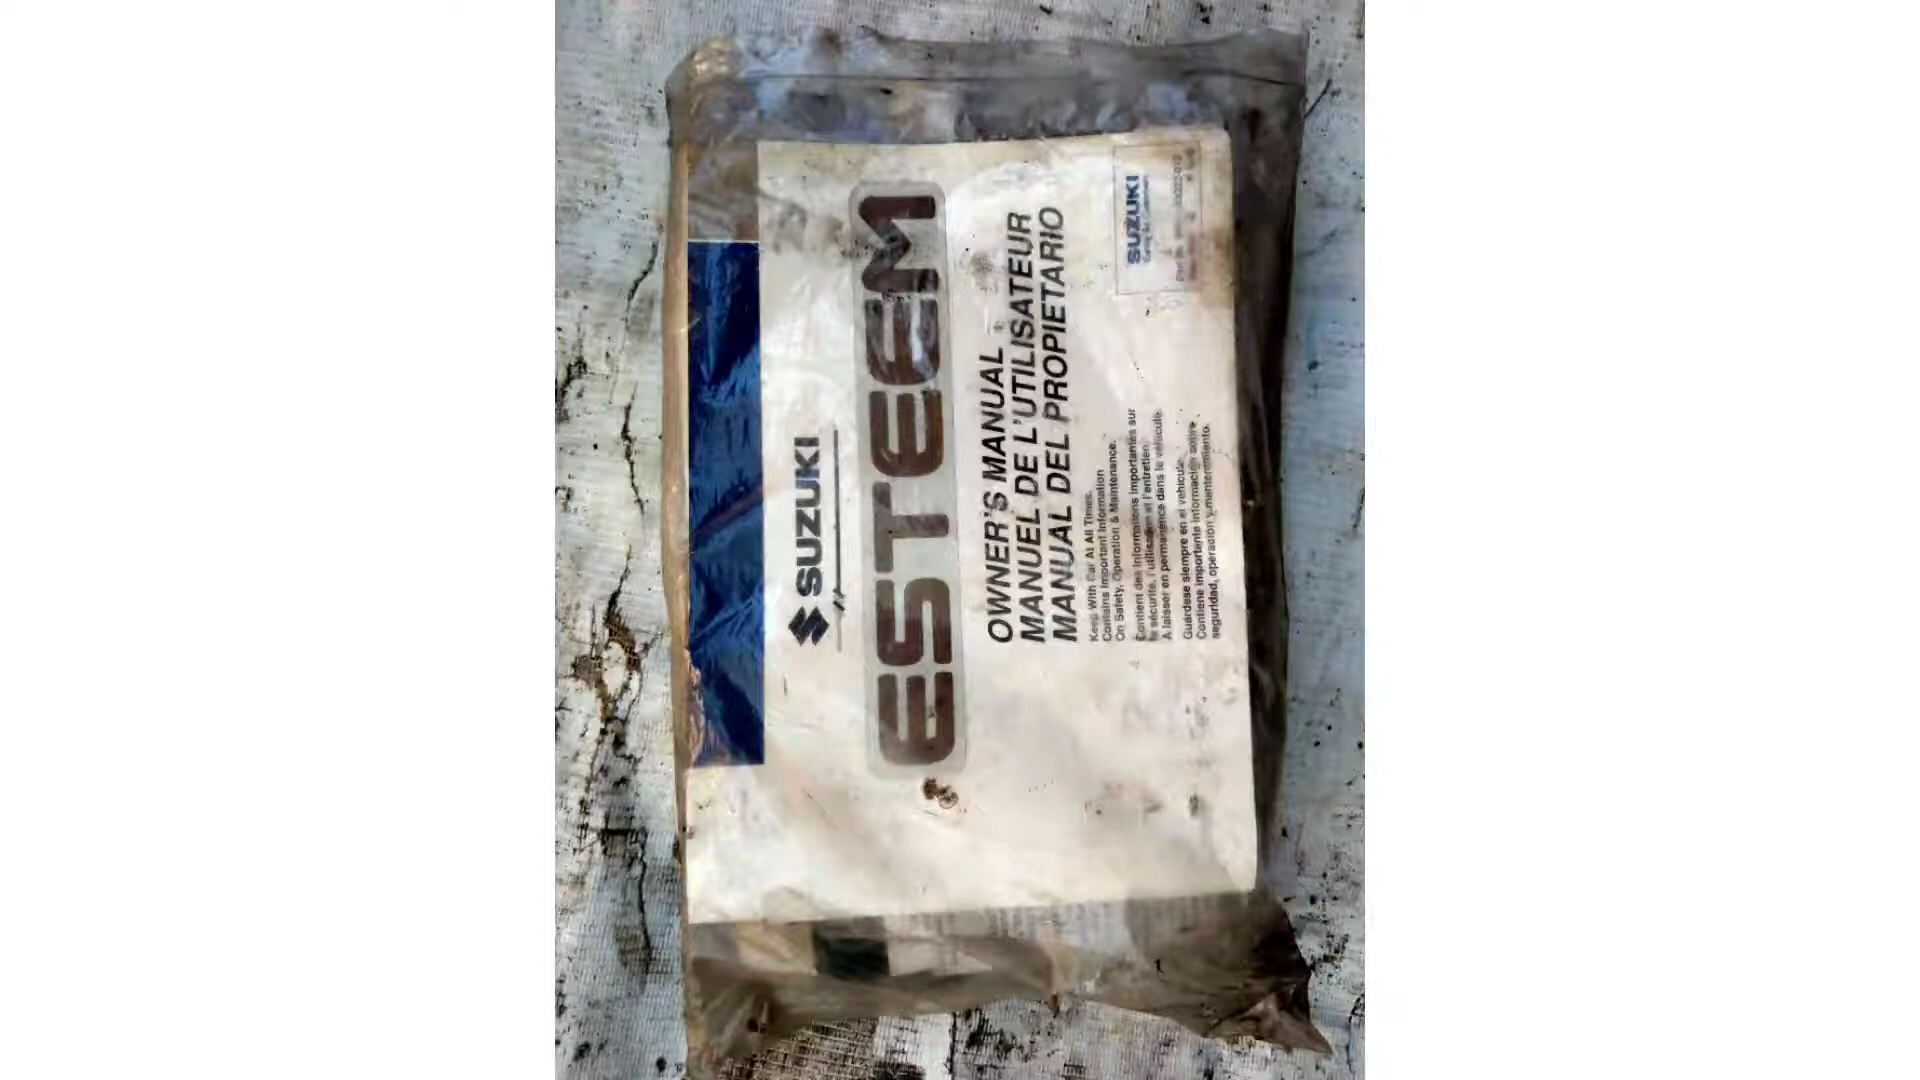 SUZUKI
ESTEEM
OWNER'S MANUAL
MANUEL DE L'UTILISATEUR
MANUAL DEL PROPIETARIO
Keep With Car At All Times.
Contains Important Information
On Safety, Operation & Maintenance.
Contient des Informations importantes sur
la sécurité, l'utilisation et l'entretien.
A laisser en permanence dans le véhicule.
Guárdese siempre en el vehículo.
Contiene importante información sobre
seguridad, operación y mantenimiento.
SUZUKI